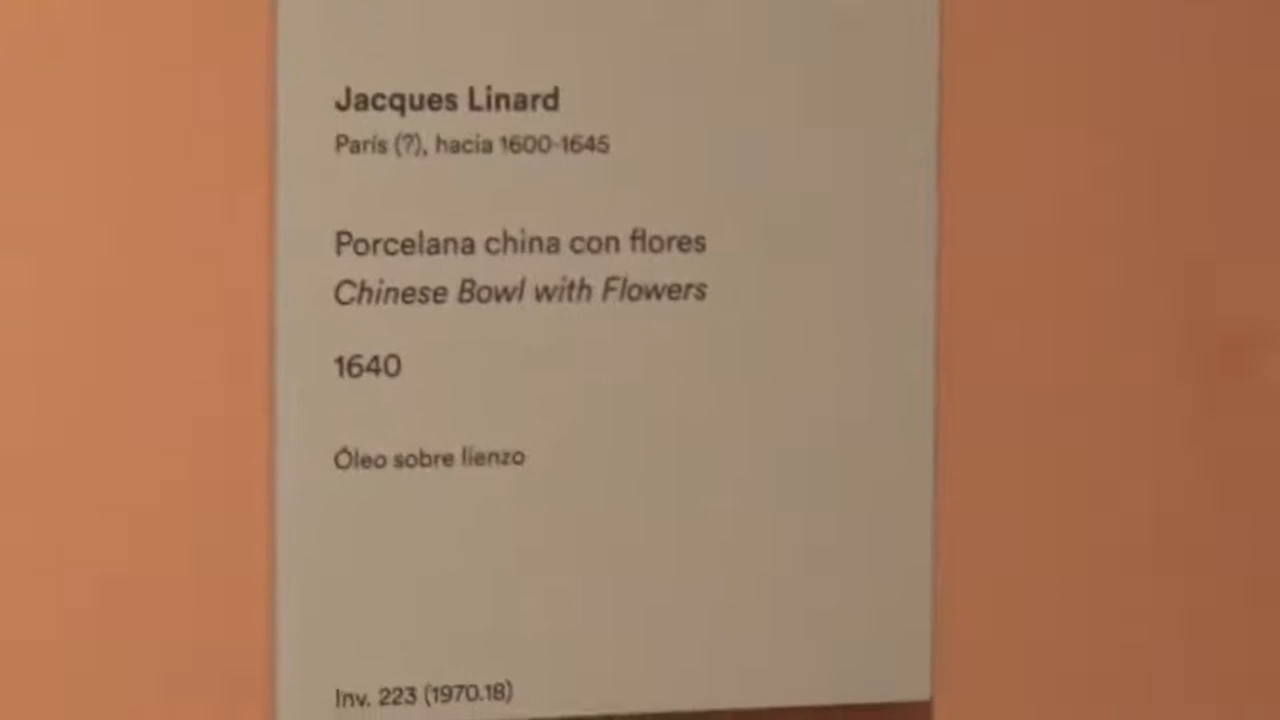 Jacques Linard
París (?), hacia 1600-1645
Porcelana china con flores
Chinese Bowl with Flowers
1640
Óleo sobre lienzo
Inv. 223 (1970.18)